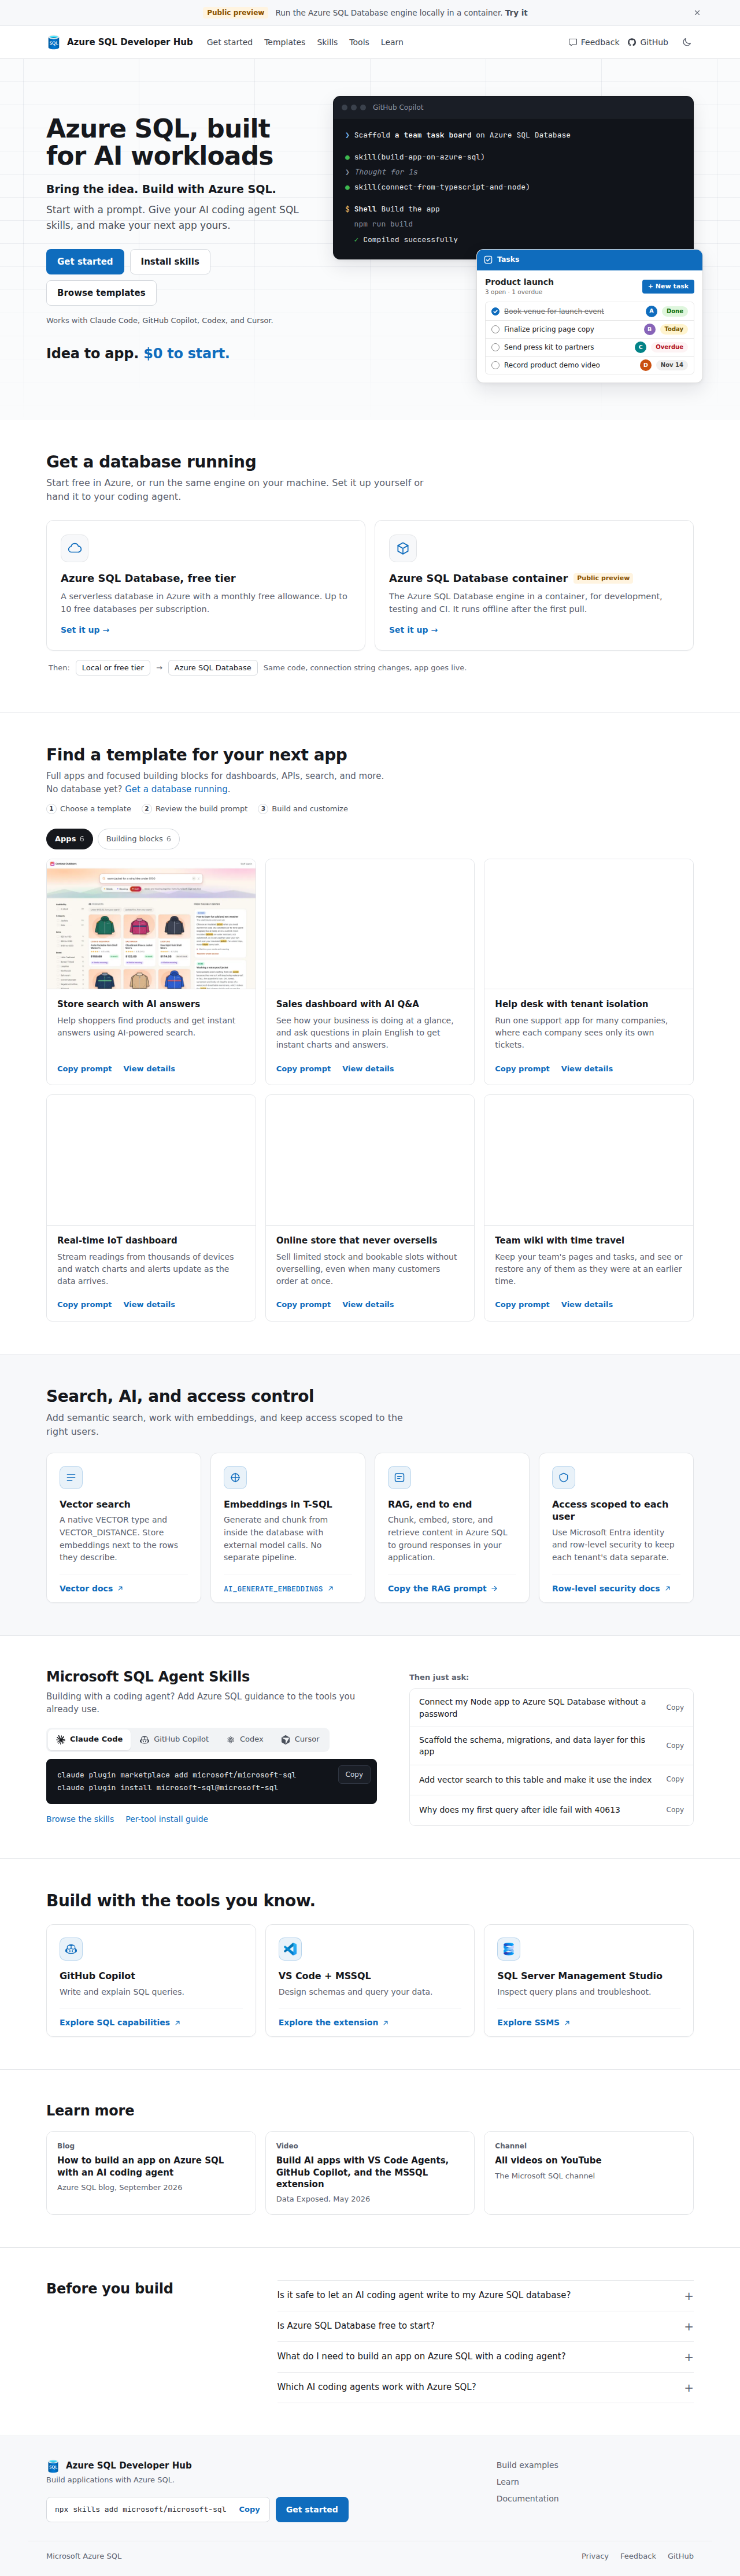 Public preview Run the Azure SQL Database engine locally in a container. Try it
Azure SQL Developer Hub Get started Templates Skills Tools Learn Feedback GitHub
Azure SQL, built
for AI workloads
Bring the idea. Build with Azure SQL.
Start with a prompt. Give your AI coding agent SQL
skills, and make your next app yours.
Get started Install skills
Browse templates
Works with Claude Code, GitHub Copilot, Codex, and Cursor.
Idea to app. $0 to start.
GitHub Copilot
❯ Scaffold a team task board on Azure SQL Database
● skill(build-app-on-azure-sql)
❯ Thought for 1s
● skill(connect-from-typescript-and-node)
$ Shell Build the app
npm run build
✓ Compiled successfully
Tasks
Product launch
3 open · 1 overdue
+ New task
Book venue for launch event A Done
Finalize pricing page copy B Today
Send press kit to partners C Overdue
Record product demo video D Nov 14
Get a database running
Start free in Azure, or run the same engine on your machine. Set it up yourself or
hand it to your coding agent.
Azure SQL Database, free tier
A serverless database in Azure with a monthly free allowance. Up to
10 free databases per subscription.
Set it up →
Azure SQL Database container Public preview
The Azure SQL Database engine in a container, for development,
testing and CI. It runs offline after the first pull.
Set it up →
Then: Local or free tier → Azure SQL Database Same code, connection string changes, app goes live.
Find a template for your next app
Full apps and focused building blocks for dashboards, APIs, search, and more.
No database yet? Get a database running.
1 Choose a template 2 Review the build prompt 3 Build and customize
Apps 6 Building blocks 6
Store search with AI answers
Help shoppers find products and get instant
answers using AI-powered search.
Copy prompt View details
Sales dashboard with AI Q&A
See how your business is doing at a glance,
and ask questions in plain English to get
instant charts and answers.
Copy prompt View details
Help desk with tenant isolation
Run one support app for many companies,
where each company sees only its own
tickets.
Copy prompt View details
Real-time IoT dashboard
Stream readings from thousands of devices
and watch charts and alerts update as the
data arrives.
Copy prompt View details
Online store that never oversells
Sell limited stock and bookable slots without
overselling, even when many customers
order at once.
Copy prompt View details
Team wiki with time travel
Keep your team's pages and tasks, and see or
restore any of them as they were at an earlier
time.
Copy prompt View details
Search, AI, and access control
Add semantic search, work with embeddings, and keep access scoped to the
right users.
Vector search
A native VECTOR type and
VECTOR_DISTANCE. Store
embeddings next to the rows
they describe.
Vector docs ↗
Embeddings in T-SQL
Generate and chunk from
inside the database with
external model calls. No
separate pipeline.
AI_GENERATE_EMBEDDINGS ↗
RAG, end to end
Chunk, embed, store, and
retrieve content in Azure SQL
to ground responses in your
application.
Copy the RAG prompt →
Access scoped to each
user
Use Microsoft Entra identity
and row-level security to keep
each tenant's data separate.
Row-level security docs ↗
Microsoft SQL Agent Skills
Building with a coding agent? Add Azure SQL guidance to the tools you
already use.
Claude Code GitHub Copilot Codex Cursor
claude plugin marketplace add microsoft/microsoft-sql
claude plugin install microsoft-sql@microsoft-sql
Copy
Browse the skills Per-tool install guide
Then just ask:
Connect my Node app to Azure SQL Database without a
password
Copy
Scaffold the schema, migrations, and data layer for this
app
Copy
Add vector search to this table and make it use the index Copy
Why does my first query after idle fail with 40613 Copy
Build with the tools you know.
GitHub Copilot
Write and explain SQL queries.
Explore SQL capabilities ↗
VS Code + MSSQL
Design schemas and query your data.
Explore the extension ↗
SQL Server Management Studio
Inspect query plans and troubleshoot.
Explore SSMS ↗
Learn more
Blog
How to build an app on Azure SQL
with an AI coding agent
Azure SQL blog, September 2026
Video
Build AI apps with VS Code Agents,
GitHub Copilot, and the MSSQL
extension
Data Exposed, May 2026
Channel
All videos on YouTube
The Microsoft SQL channel
Before you build
Is it safe to let an AI coding agent write to my Azure SQL database?
Is Azure SQL Database free to start?
What do I need to build an app on Azure SQL with a coding agent?
Which AI coding agents work with Azure SQL?
Azure SQL Developer Hub
Build applications with Azure SQL.
npx skills add microsoft/microsoft-sql Copy Get started
Build examples
Learn
Documentation
Microsoft Azure SQL Privacy Feedback GitHub